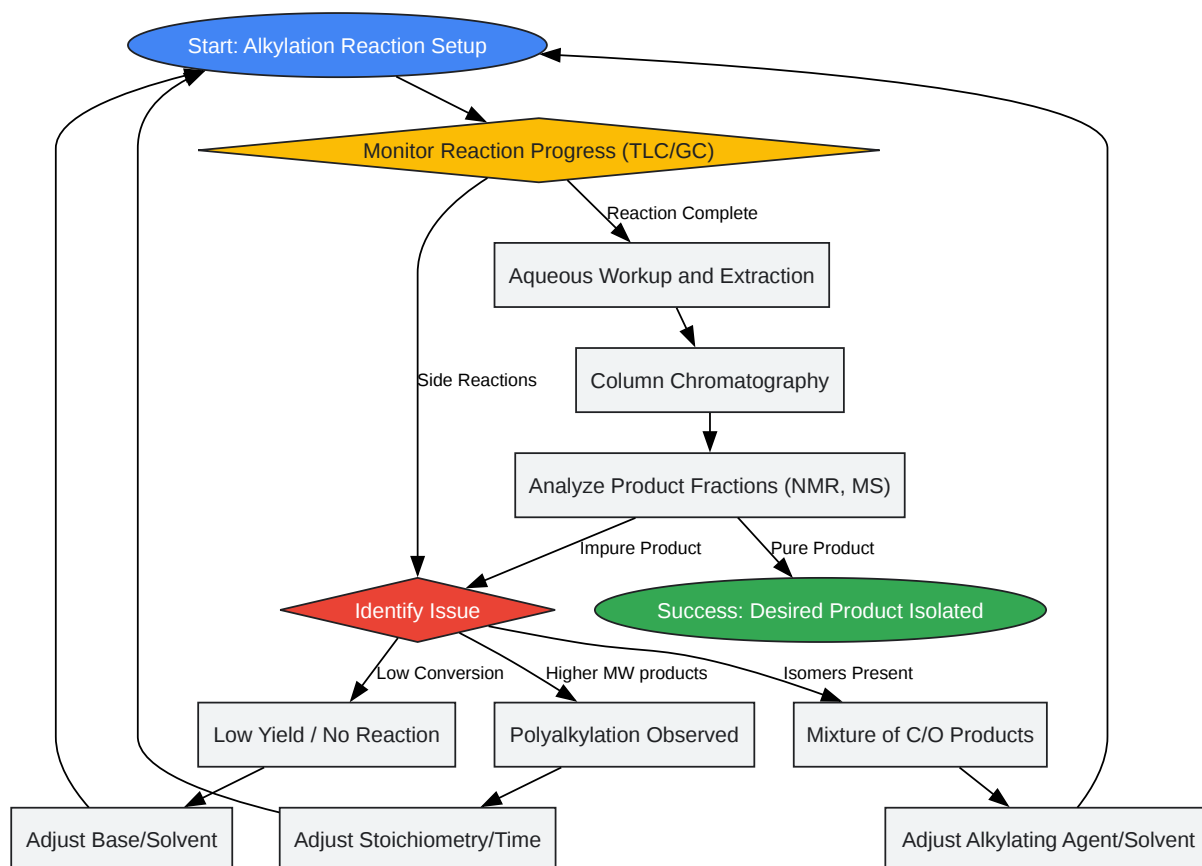 Start: Alkylation Reaction Setup
Monitor Reaction Progress (TLC/GC)
Reaction Complete
Aqueous Workup and Extraction
Column Chromatography
Side Reactions
Analyze Product Fractions (NMR, MS)
Impure Product
Pure Product
Identify Issue
Success: Desired Product Isolated
Low Conversion
Higher MW products
Isomers Present
Low Yield / No Reaction
Polyalkylation Observed
Mixture of C/O Products
Adjust Base/Solvent
Adjust Stoichiometry/Time
Adjust Alkylating Agent/Solvent